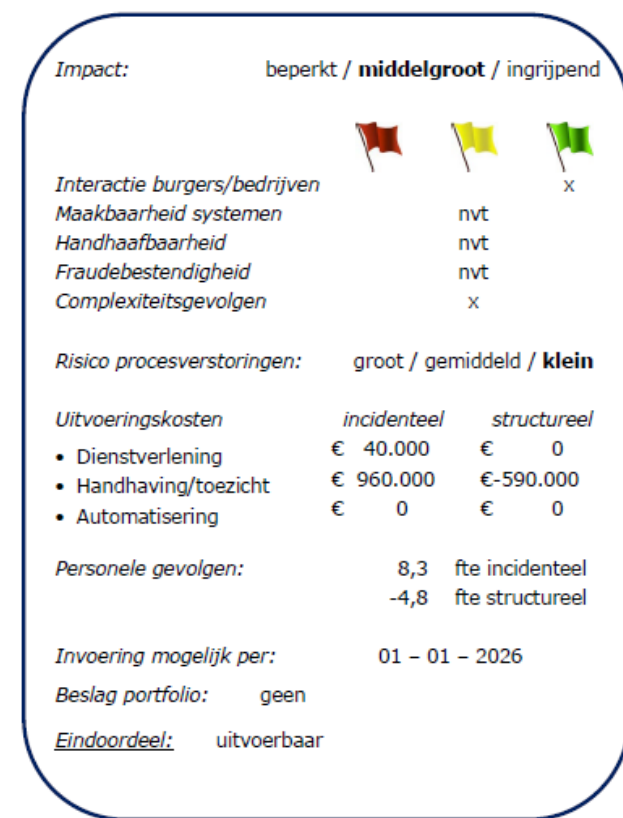 Impact: beperkt / middelgroot / ingrijpend
Interactie burgers/bedrijven x
Maakbaarheid systemen nvt
Handhaafbaarheid nvt
Fraudebestendigheid nvt
Complexiteitsgevolgen x
Risico procesverstoringen: groot / gemiddeld / klein
Uitvoeringskosten incidenteel structureel
• Dienstverlening € 40.000 € 0
• Handhaving/toezicht € 960.000 €-590.000
• Automatisering € 0 € 0
Personele gevolgen: 8,3 fte incidenteel
-4,8 fte structureel
Invoering mogelijk per: 01 – 01 – 2026
Beslag portfolio: geen
Eindoordeel: uitvoerbaar